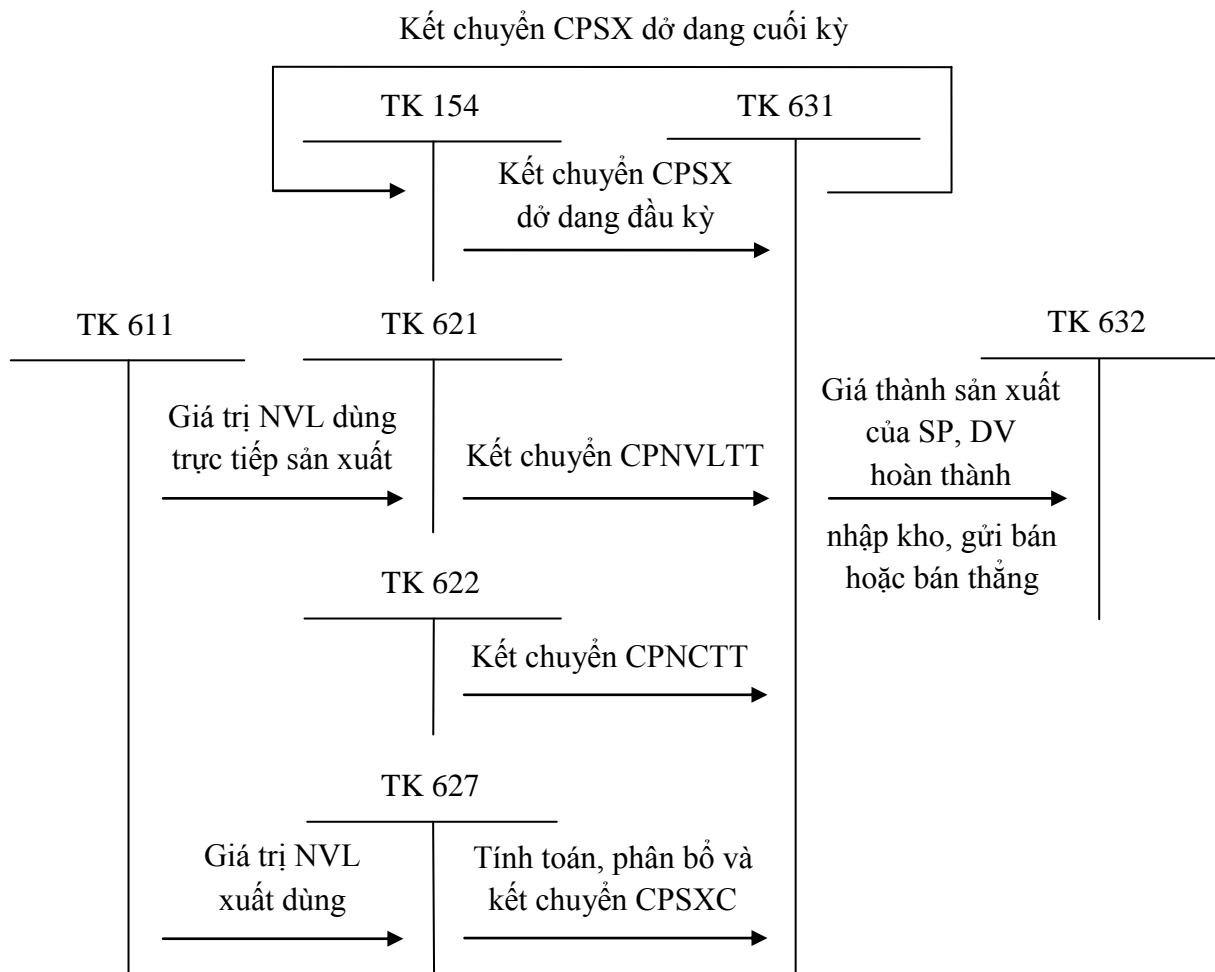 Kết chuyển CPSX dở dang cuối kỳ
TK 154
TK 631
Kết chuyển CPSX
dở dang đầu kỳ
TK 611
TK 621
TK 632
Giá trị NVL dùng
trực tiếp sản xuất
Kết chuyển CPNVLTT
Giá thành sản xuất
của SP, DV
hoàn thành
nhập kho, gửi bán
hoặc bán thẳng
TK 622
Kết chuyển CPNCTT
TK 627
Giá trị NVL
xuất dùng
Tính toán, phân bổ và
kết chuyển CPSXC